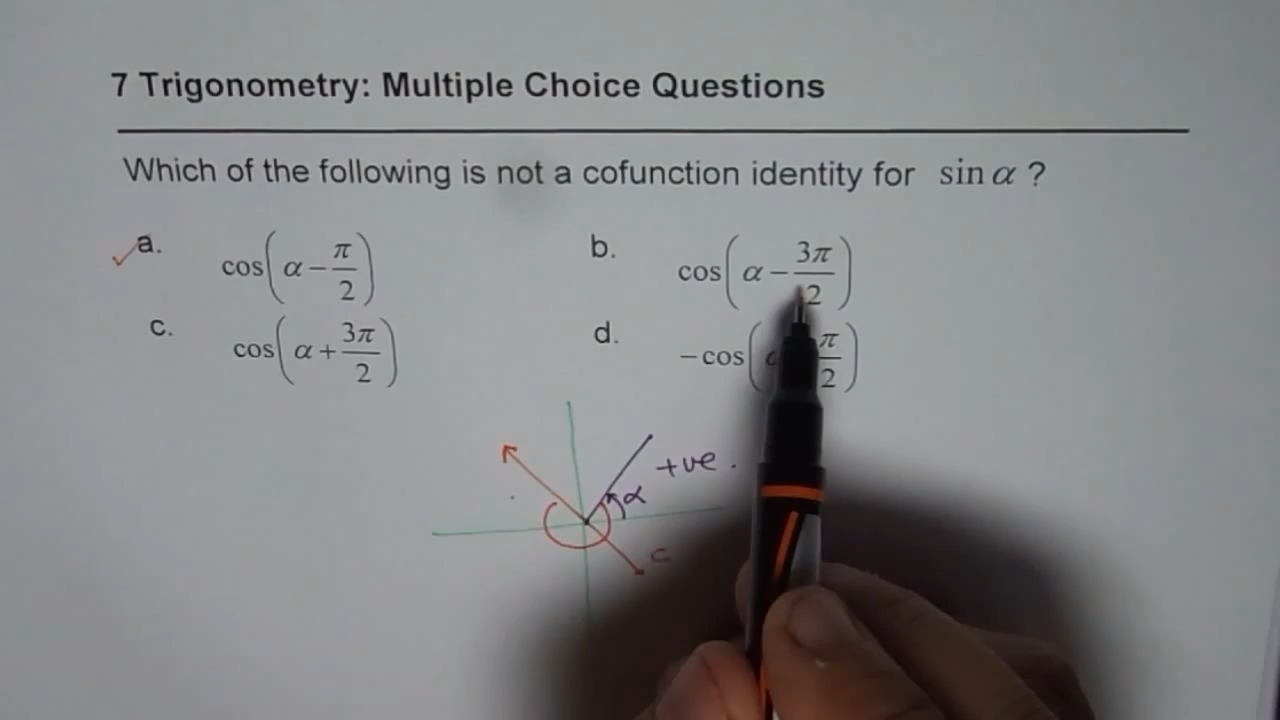 7 Trigonometry: Multiple Choice Questions
Which of the following is not a cofunction identity for sin α ?
a. cos(α − π/2) b. cos(α − 3π/2)
c. cos(α + 3π/2) d. −cos( π/2)
+ve .
α
c